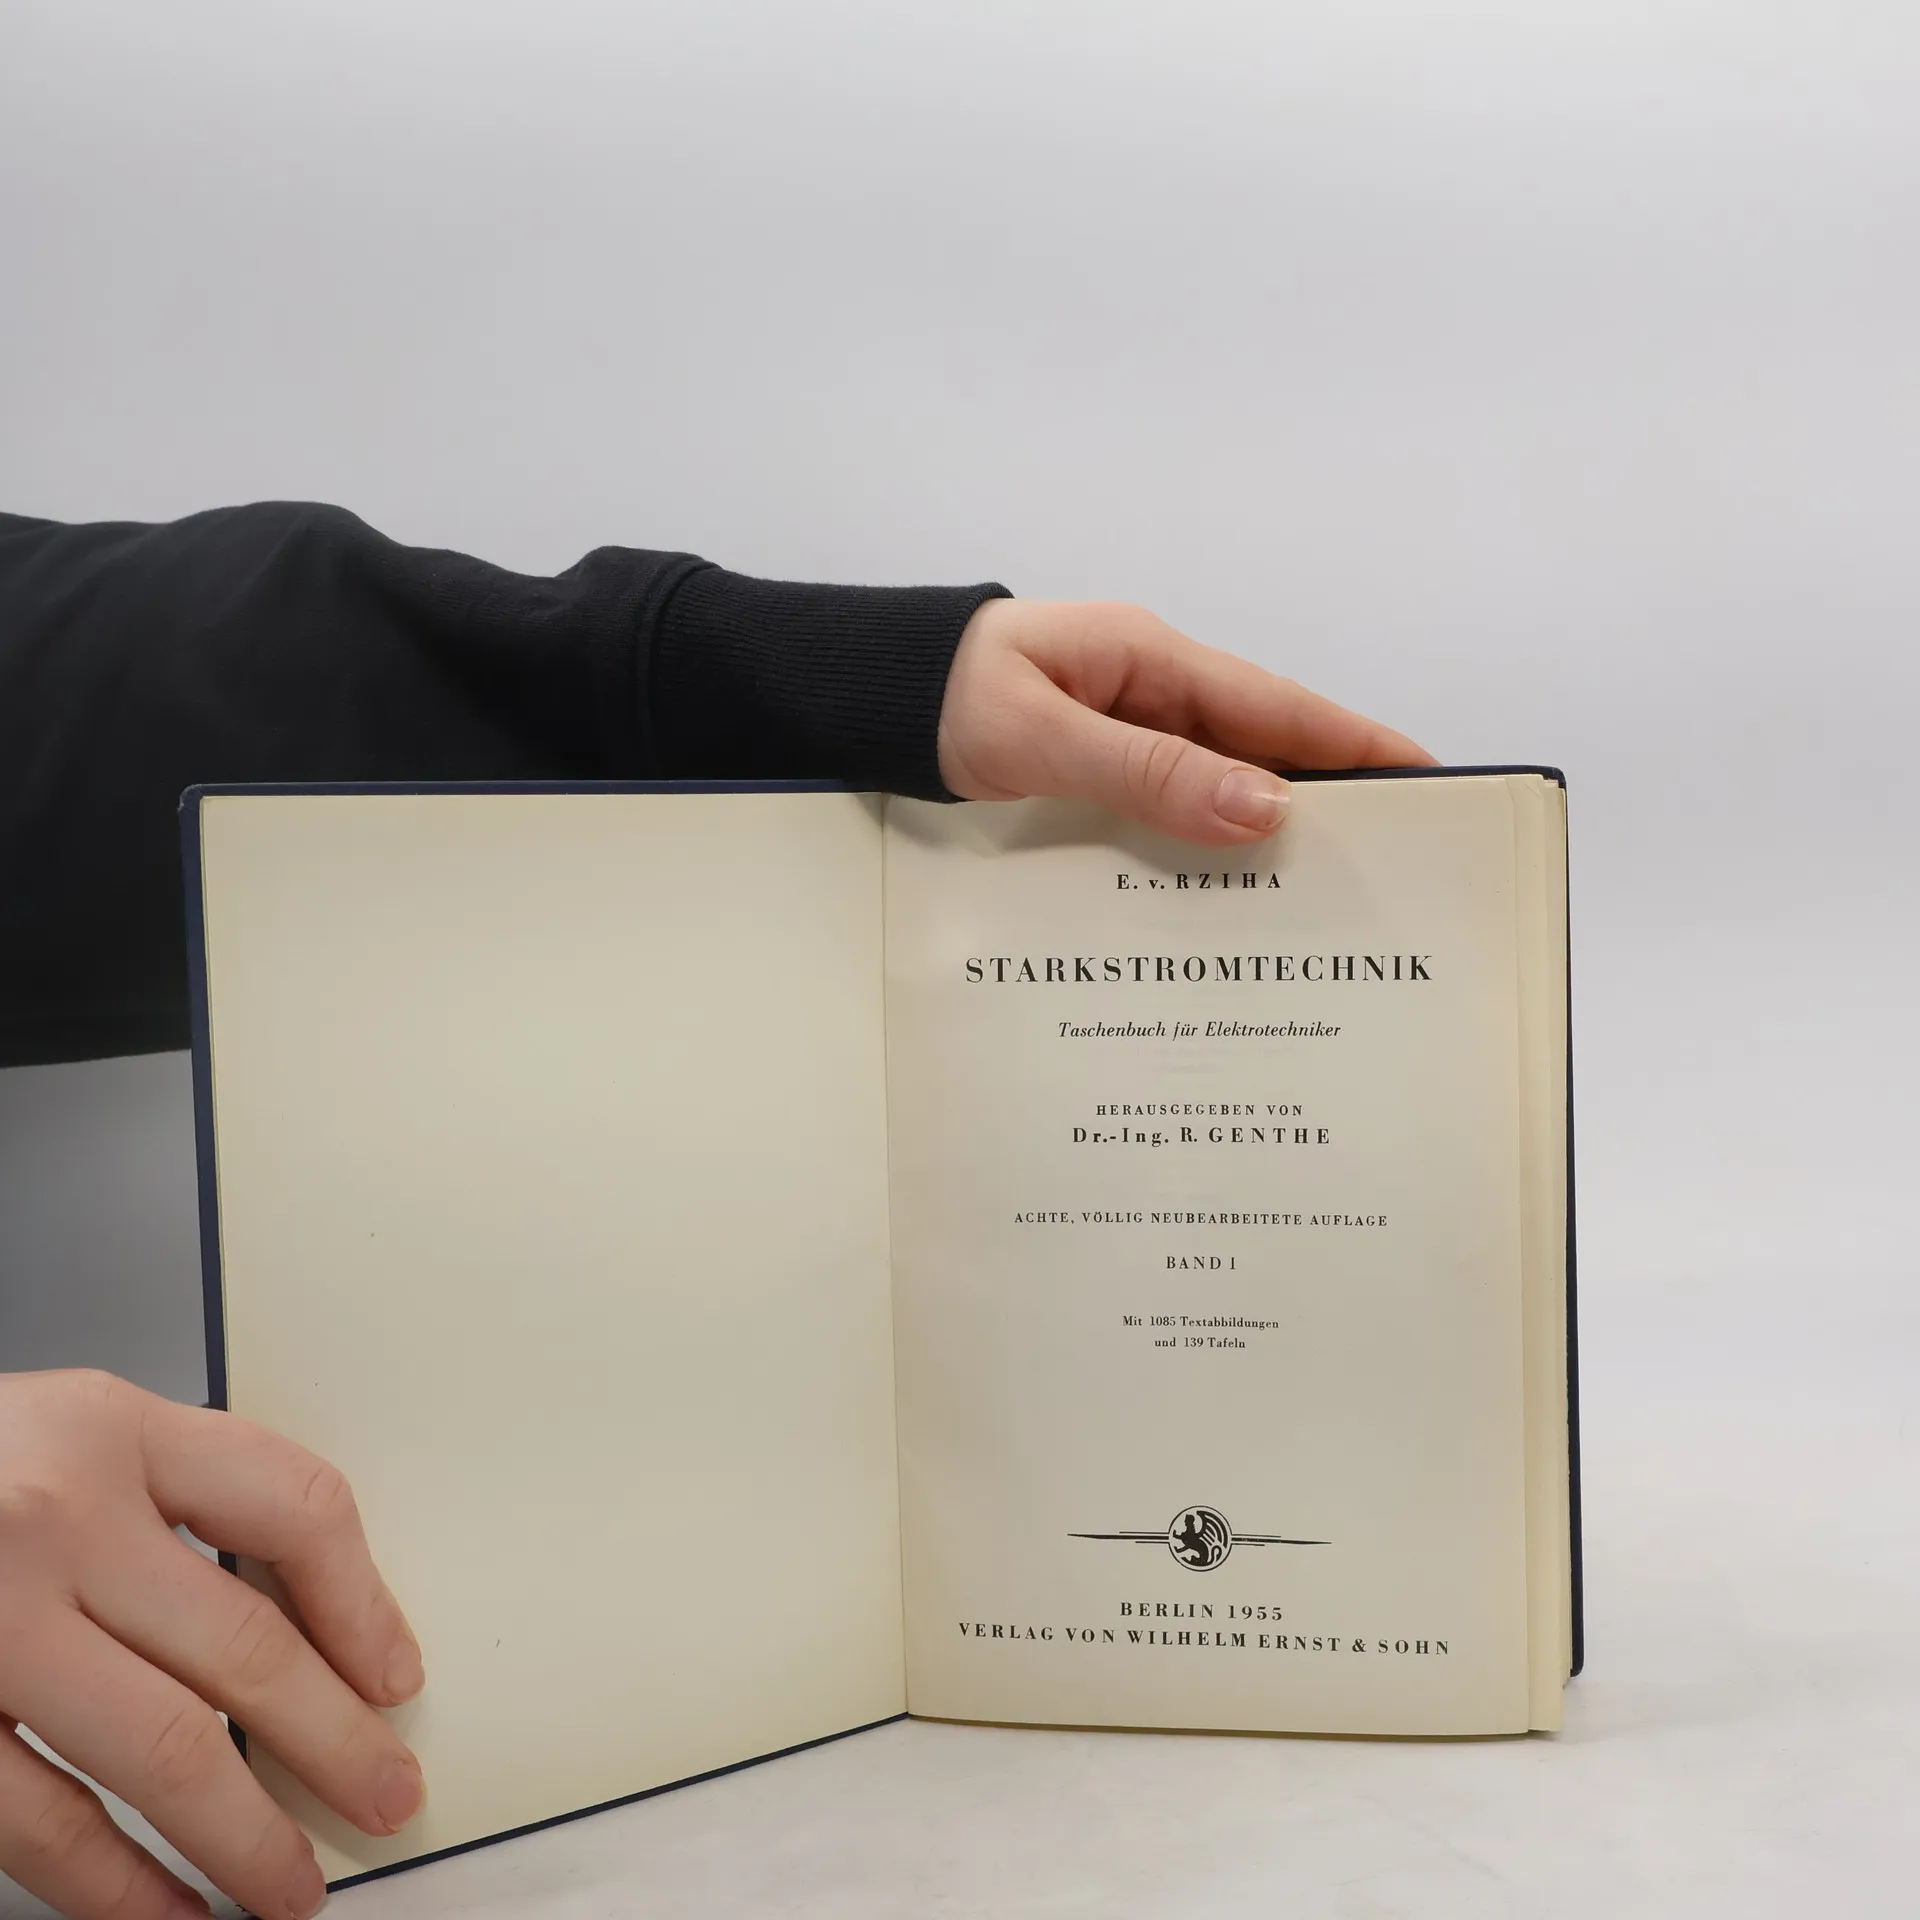 E. v. RZIHA
STARKSTROMTECHNIK
Taschenbuch für Elektrotechniker
HERAUSGEGEBEN VON
Dr.-Ing. R. GENTHE
ACHTE, VÖLLIG NEUBEARBEITETE AUFLAGE
BAND I
Mit 1085 Textabbildungen
und 139 Tafeln
BERLIN 1955
VERLAG VON WILHELM ERNST & SOHN